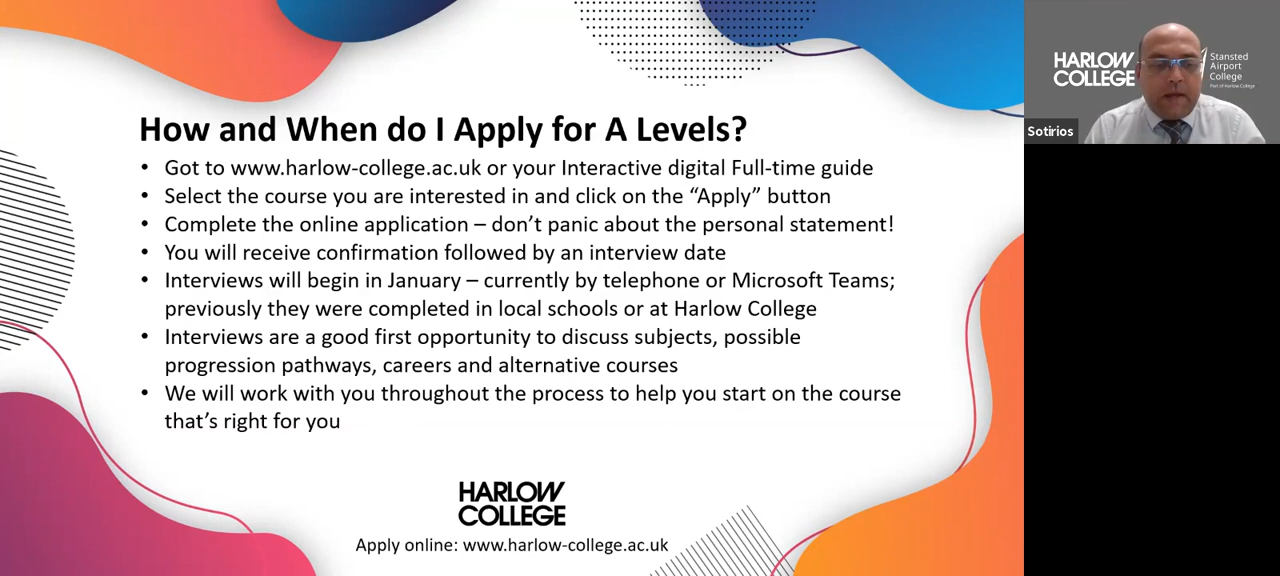 How and When do I Apply for A Levels?
• Got to www.harlow-college.ac.uk or your Interactive digital Full-time guide
• Select the course you are interested in and click on the “Apply” button
• Complete the online application – don’t panic about the personal statement!
• You will receive confirmation followed by an interview date
• Interviews will begin in January – currently by telephone or Microsoft Teams;
previously they were completed in local schools or at Harlow College
• Interviews are a good first opportunity to discuss subjects, possible
progression pathways, careers and alternative courses
• We will work with you throughout the process to help you start on the course
that’s right for you
HARLOW
COLLEGE
Apply online: www.harlow-college.ac.uk
HARLOW
COLLEGE
Stansted
Airport
College
Part of Harlow College
Sotirios